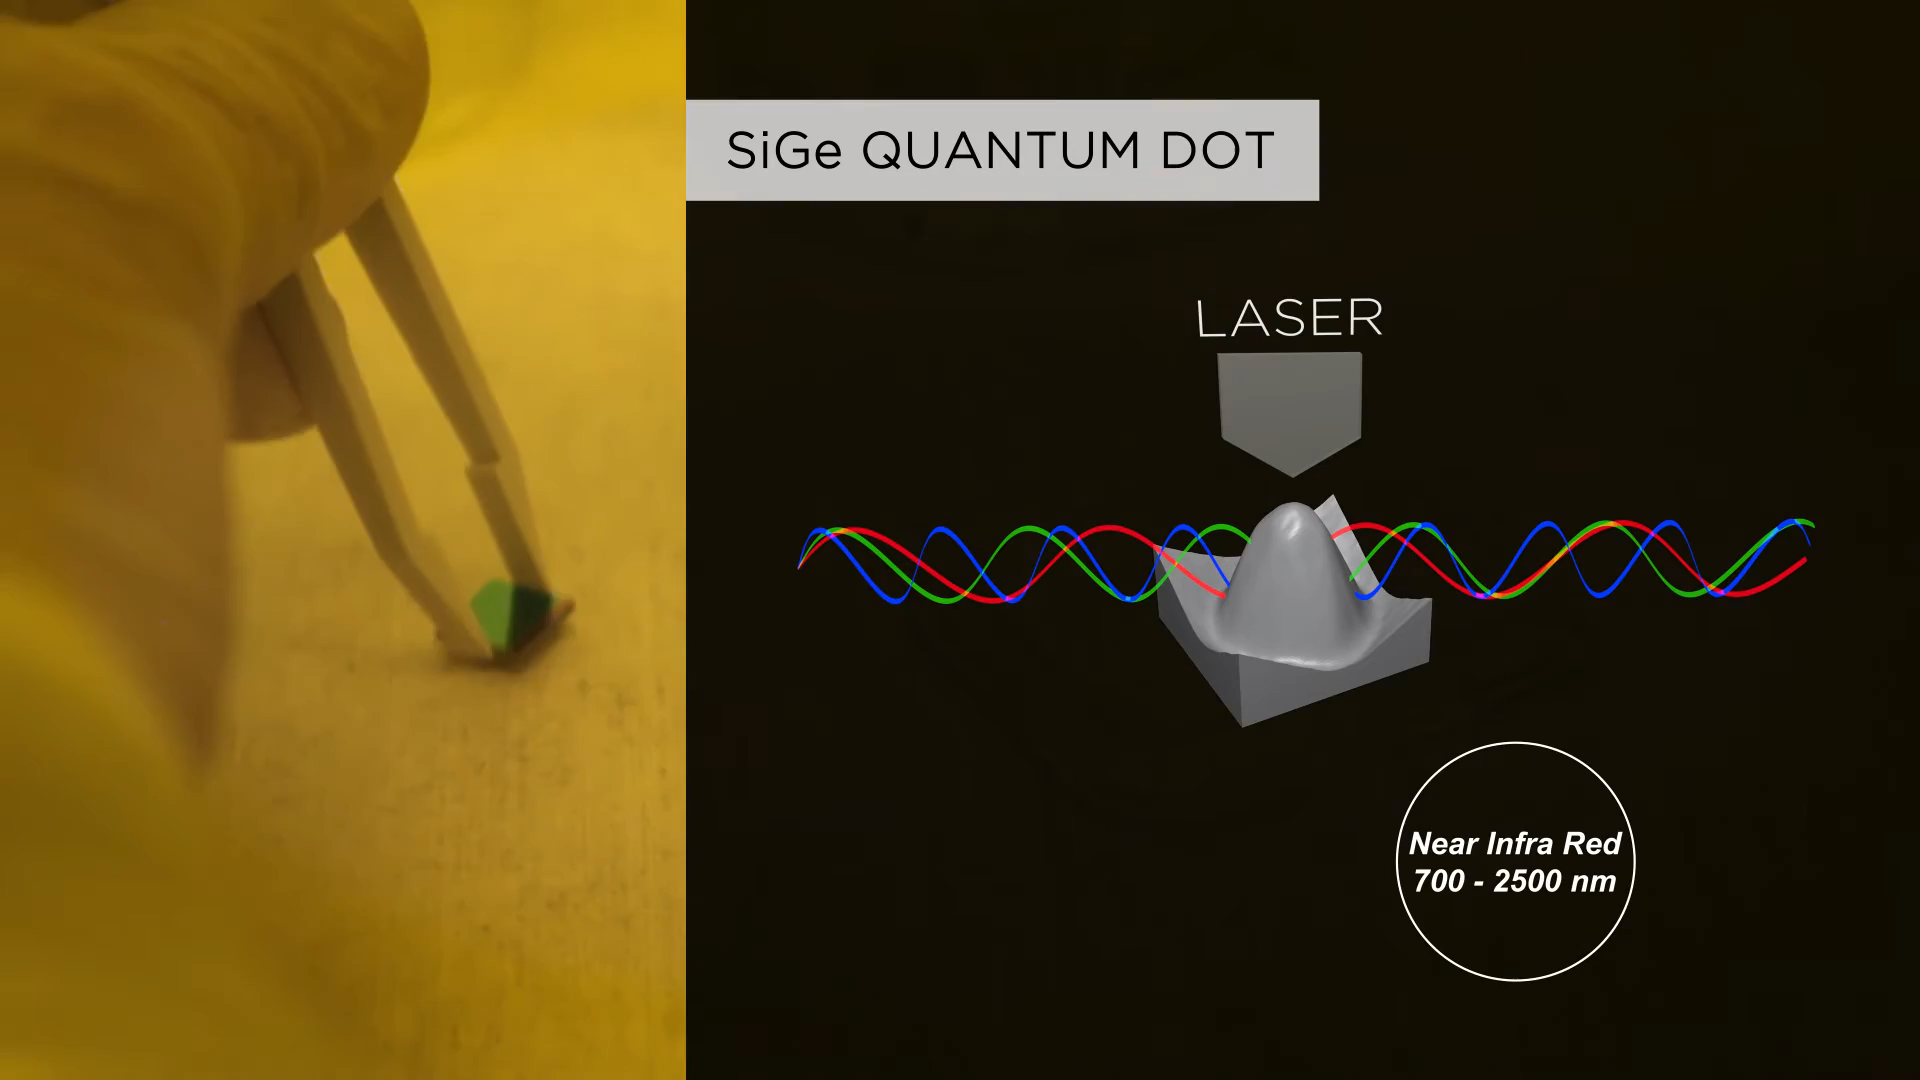 SiGe QUANTUM DOT
LASER
Near Infra Red
700 - 2500 nm